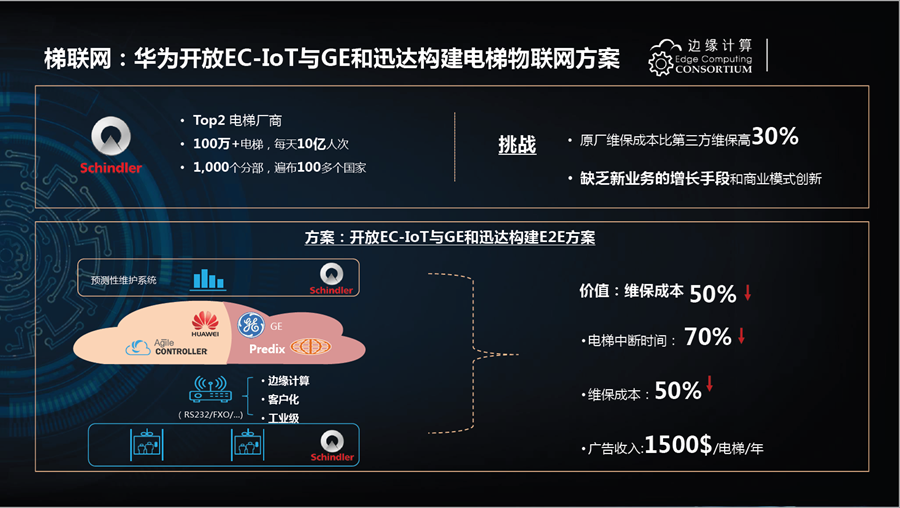 梯联网：华为开放EC-IoT与GE和迅达构建电梯物联网方案
边缘计算
Edge Computing
CONSORTIUM
Schindler
• Top2 电梯厂商
• 100万+电梯，每天10亿人次
• 1,000个分部，遍布100多个国家
挑战
• 原厂维保成本比第三方维保高30%
• 缺乏新业务的增长手段和商业模式创新
方案：开放EC-IoT与GE和迅达构建E2E方案
预测性维护系统
Schindler
HUAWEI
GE
Agile
CONTROLLER
Predix
（RS232/FXO/...)
• 边缘计算
• 客户化
• 工业级
Schindler
价值：维保成本 50% ↓
•电梯中断时间： 70% ↓
•维保成本：50% ↓
•广告收入:1500$/电梯/年